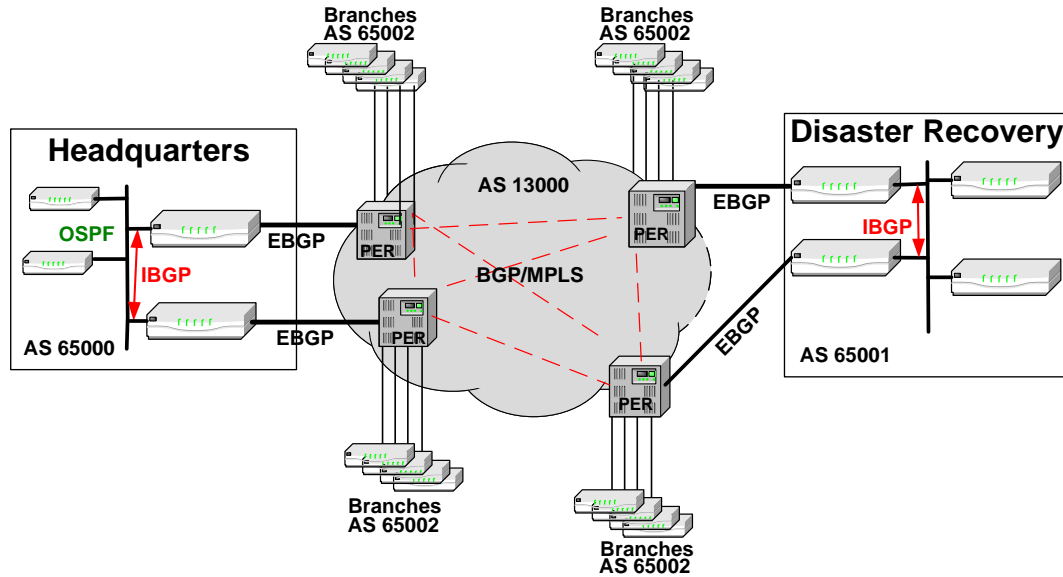 Branches
AS 65002
Branches
AS 65002
Headquarters
Disaster Recovery
AS 13000
OSPF
IBGP
EBGP
PER
PER
EBGP
IBGP
BGP/MPLS
EBGP
PER
EBGP
AS 65000
AS 65001
PER
Branches
AS 65002
Branches
AS 65002